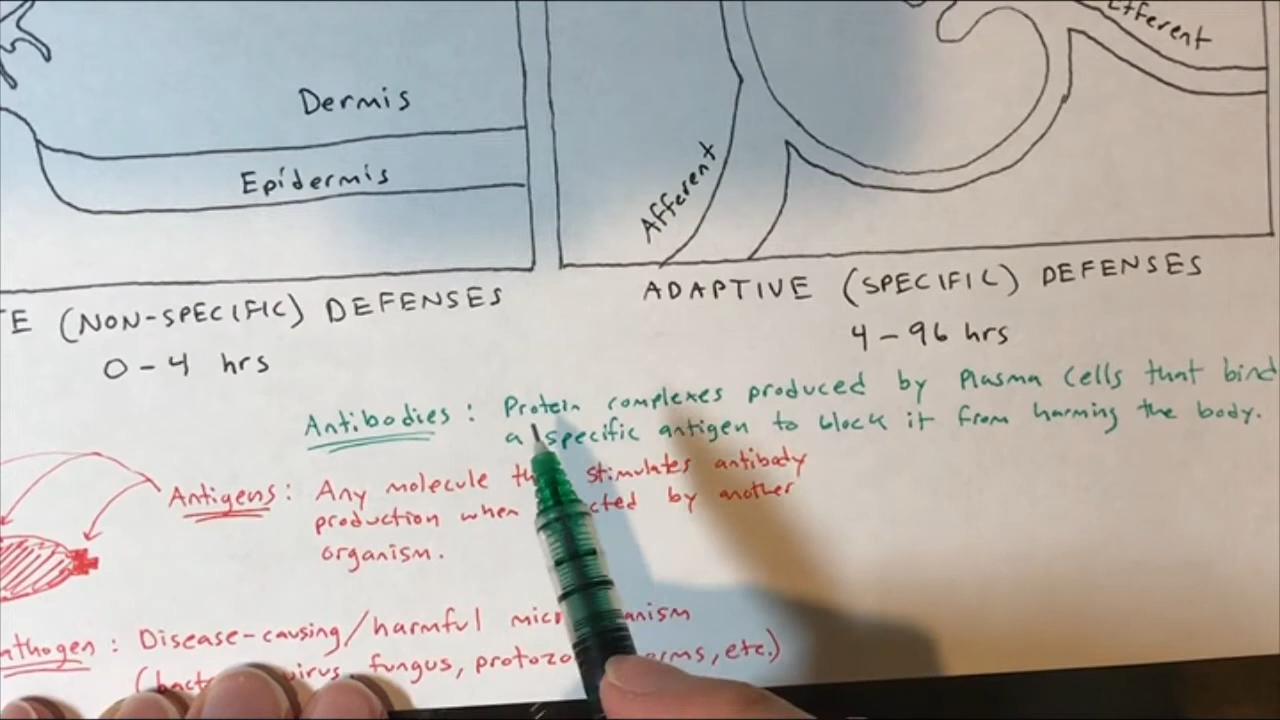 Efferent
Dermis
Epidermis
Afferent
(NON-SPECIFIC) DEFENSES
0-4 hrs
ADAPTIVE (SPECIFIC) DEFENSES
4-96 hrs
Antibodies: Protein complexes produced by Plasma Cells that bind
a specific antigen to block it from harming the body.
Antigens: Any molecule stimulates antibody
production when by another
organism.
Disease-causing/harmful
virus, fungus, etc.)